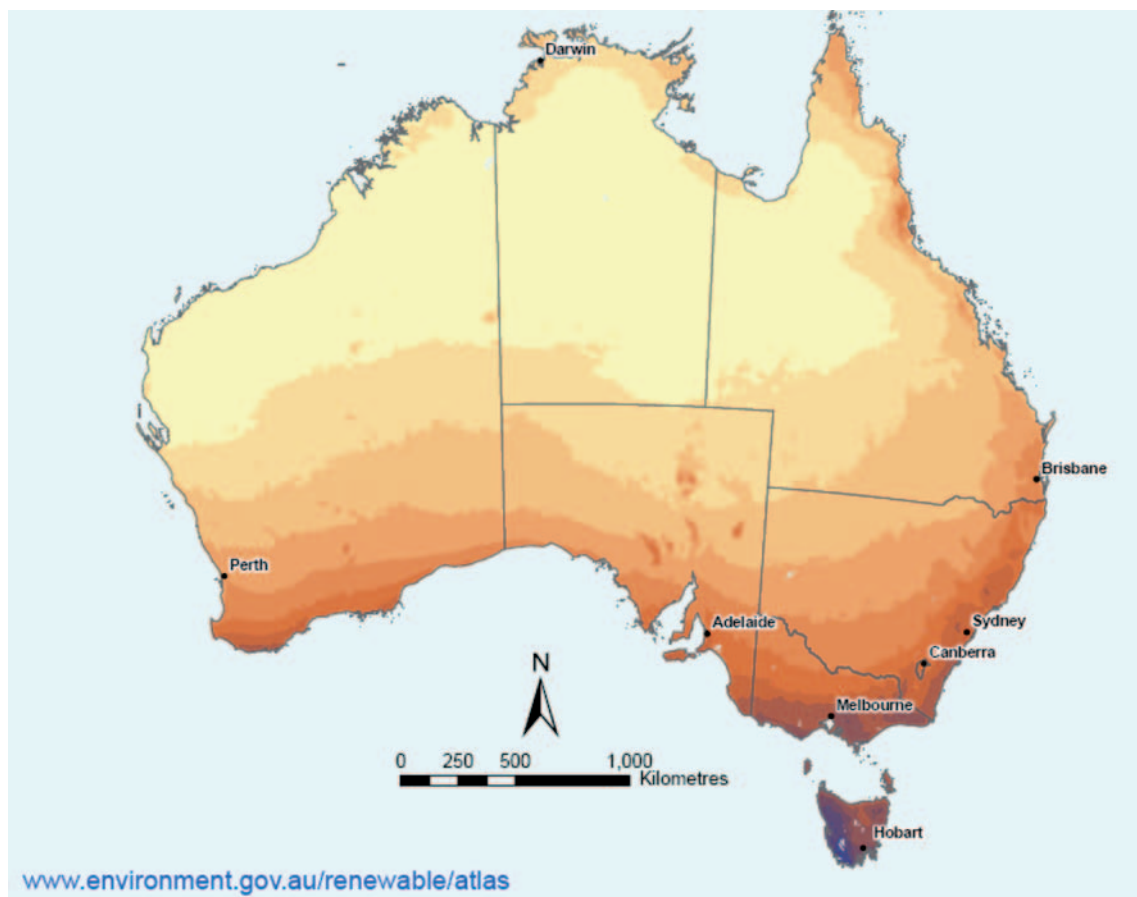 Darwin
Brisbane
Perth
Adelaide
Sydney
Canberra
N
Melbourne
0 250 500 1,000
Kilometres
Hobart
www.environment.gov.au/renewable/atlas